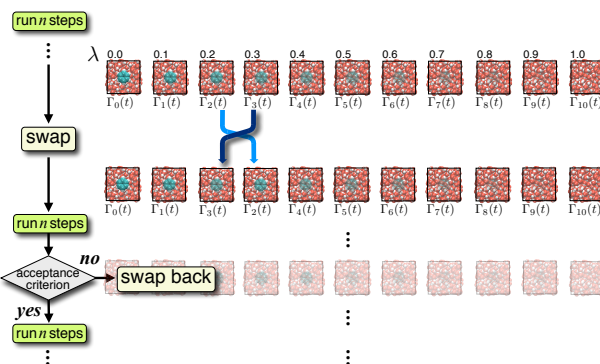 run n steps
λ 0.0 0.1 0.2 0.3 0.4 0.5 0.6 0.7 0.8 0.9 1.0
Γ₀(t) Γ₁(t) Γ₂(t) Γ₃(t) Γ₄(t) Γ₅(t) Γ₆(t) Γ₇(t) Γ₈(t) Γ₉(t) Γ₁₀(t)
swap
Γ₀(t) Γ₁(t) Γ₃(t) Γ₂(t) Γ₄(t) Γ₅(t) Γ₆(t) Γ₇(t) Γ₈(t) Γ₉(t) Γ₁₀(t)
run n steps
no
acceptance
criterion
swap back
yes
run n steps